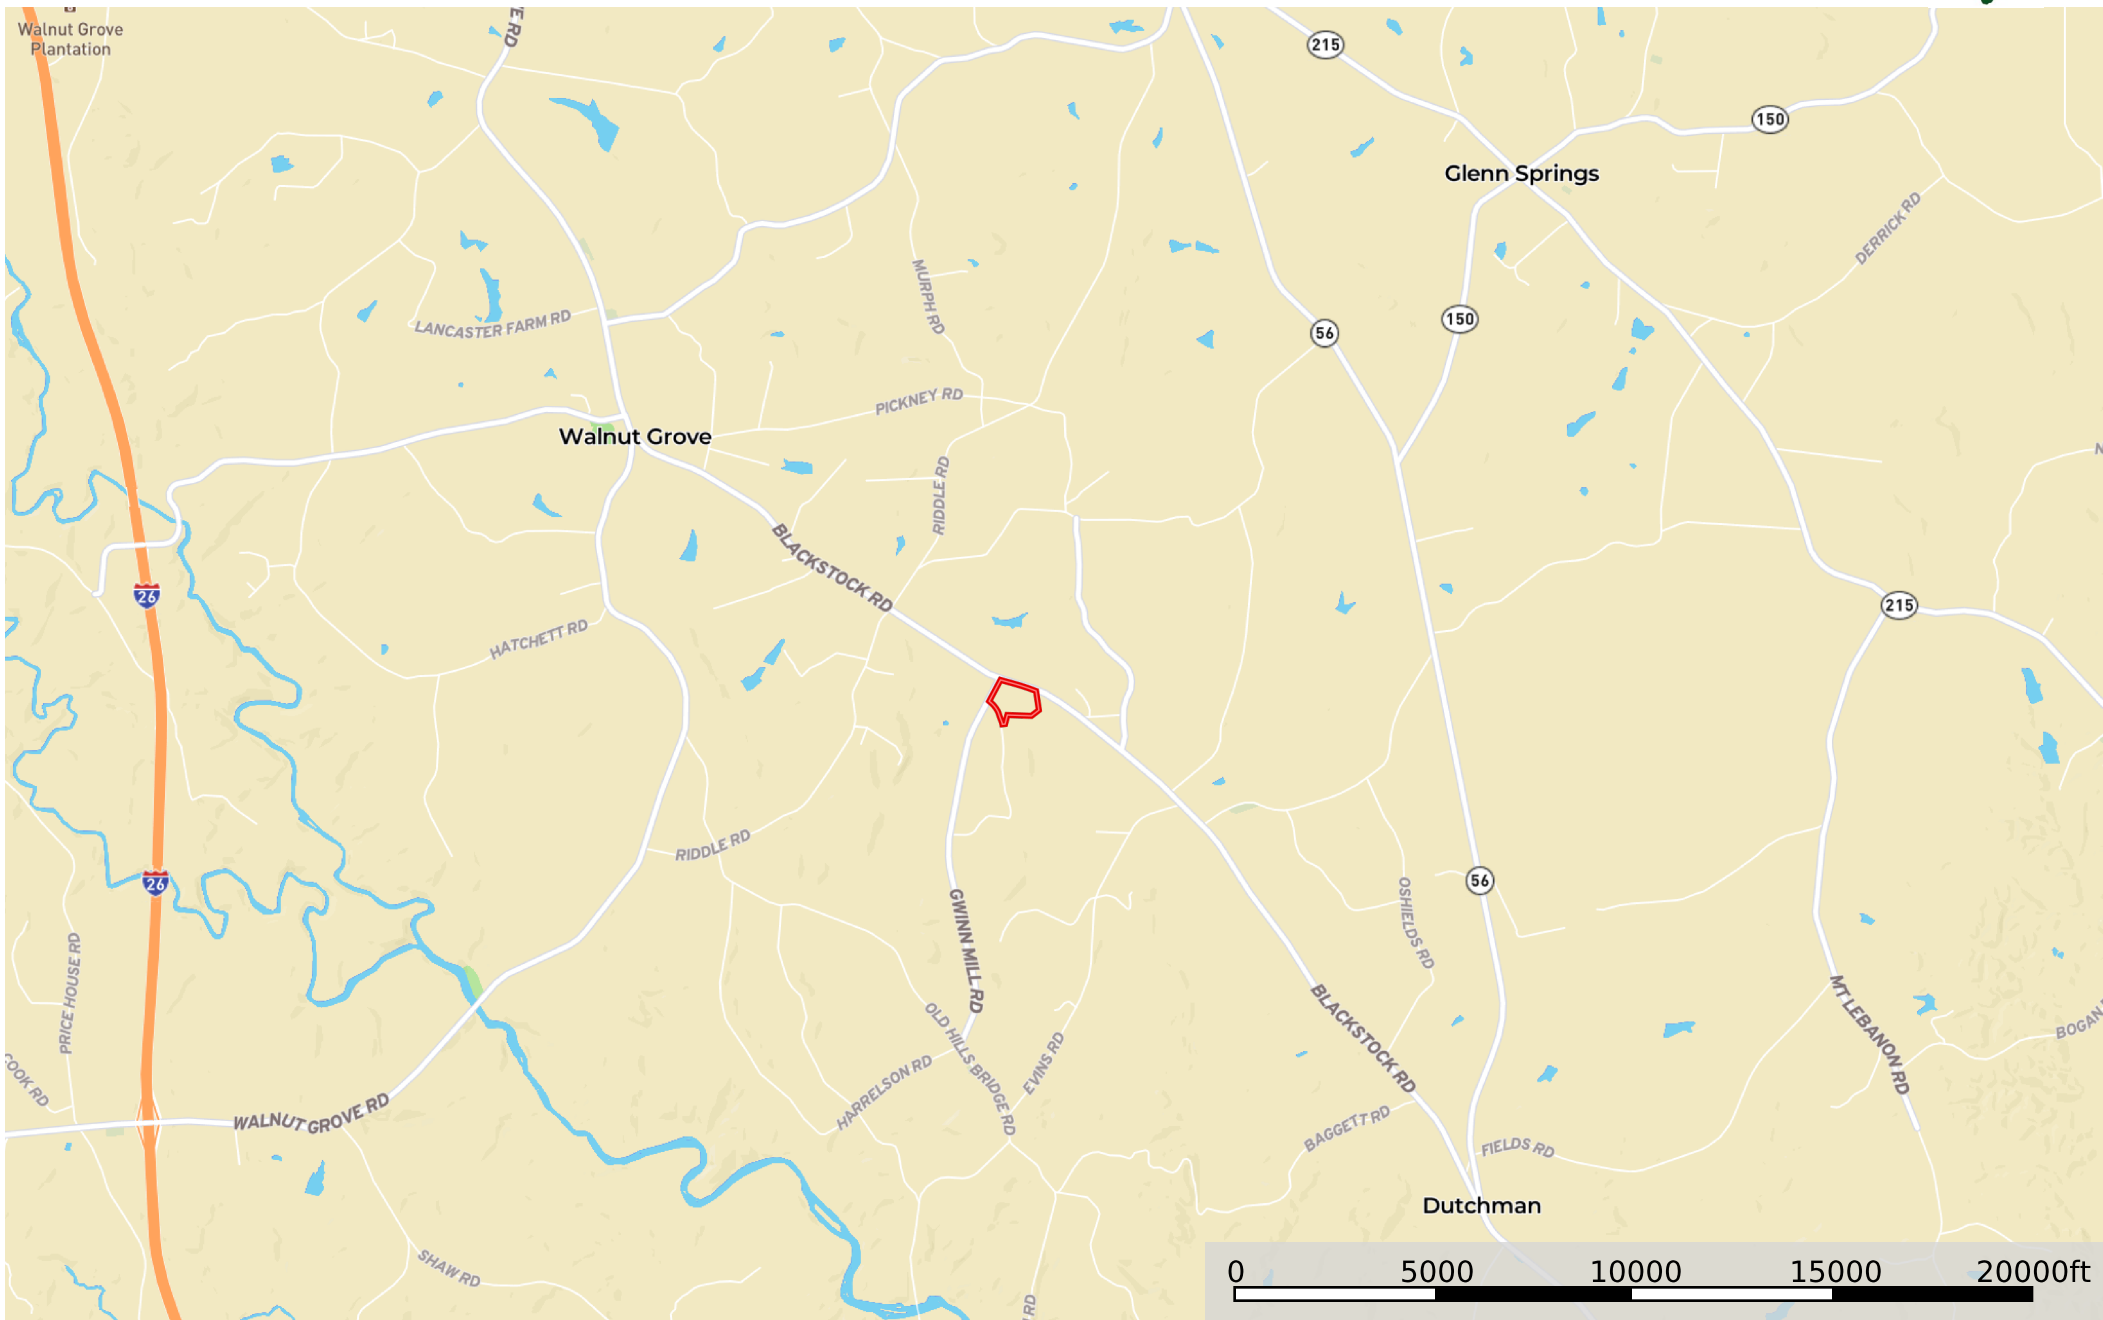 Walnut Grove
Plantation
E RD
215
150
Glenn Springs
DERRICK RD
MURPH RD
LANCASTER FARM RD
56
150
PICKNEY RD
Walnut Grove
RIDDLE RD
BLACKSTOCK RD
26
215
HATCHETT RD
RIDDLE RD
26
56
OSHIELDS RD
GWINN MILL RD
PRICE HOUSE RD
BLACKSTOCK RD
MT LEBANON RD
OLD HILLS BRIDGE RD
EVINS RD
HARRELSON RD
BOGAN
COOK RD
WALNUT GROVE RD
BAGGETT RD
FIELDS RD
Dutchman
SHAW RD
RD
0 5000 10000 15000 20000ft